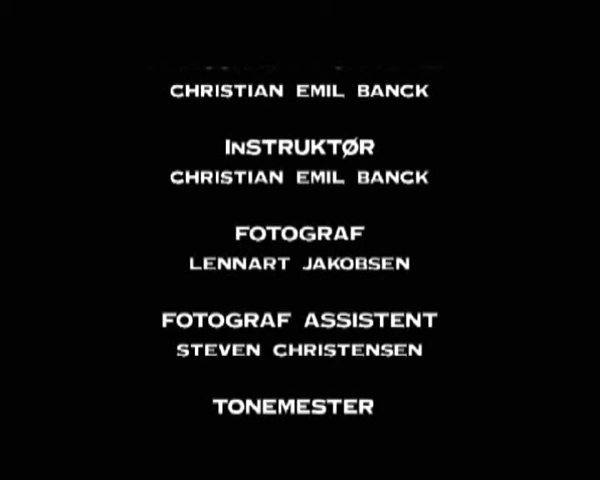 CHRISTIAN EMIL BANCK
InSTRUKTØR
CHRISTIAN EMIL BANCK
FOTOGRAF
LENNART JAKOBSEN
FOTOGRAF ASSISTENT
STEVEN CHRISTENSEN
TONEMESTER